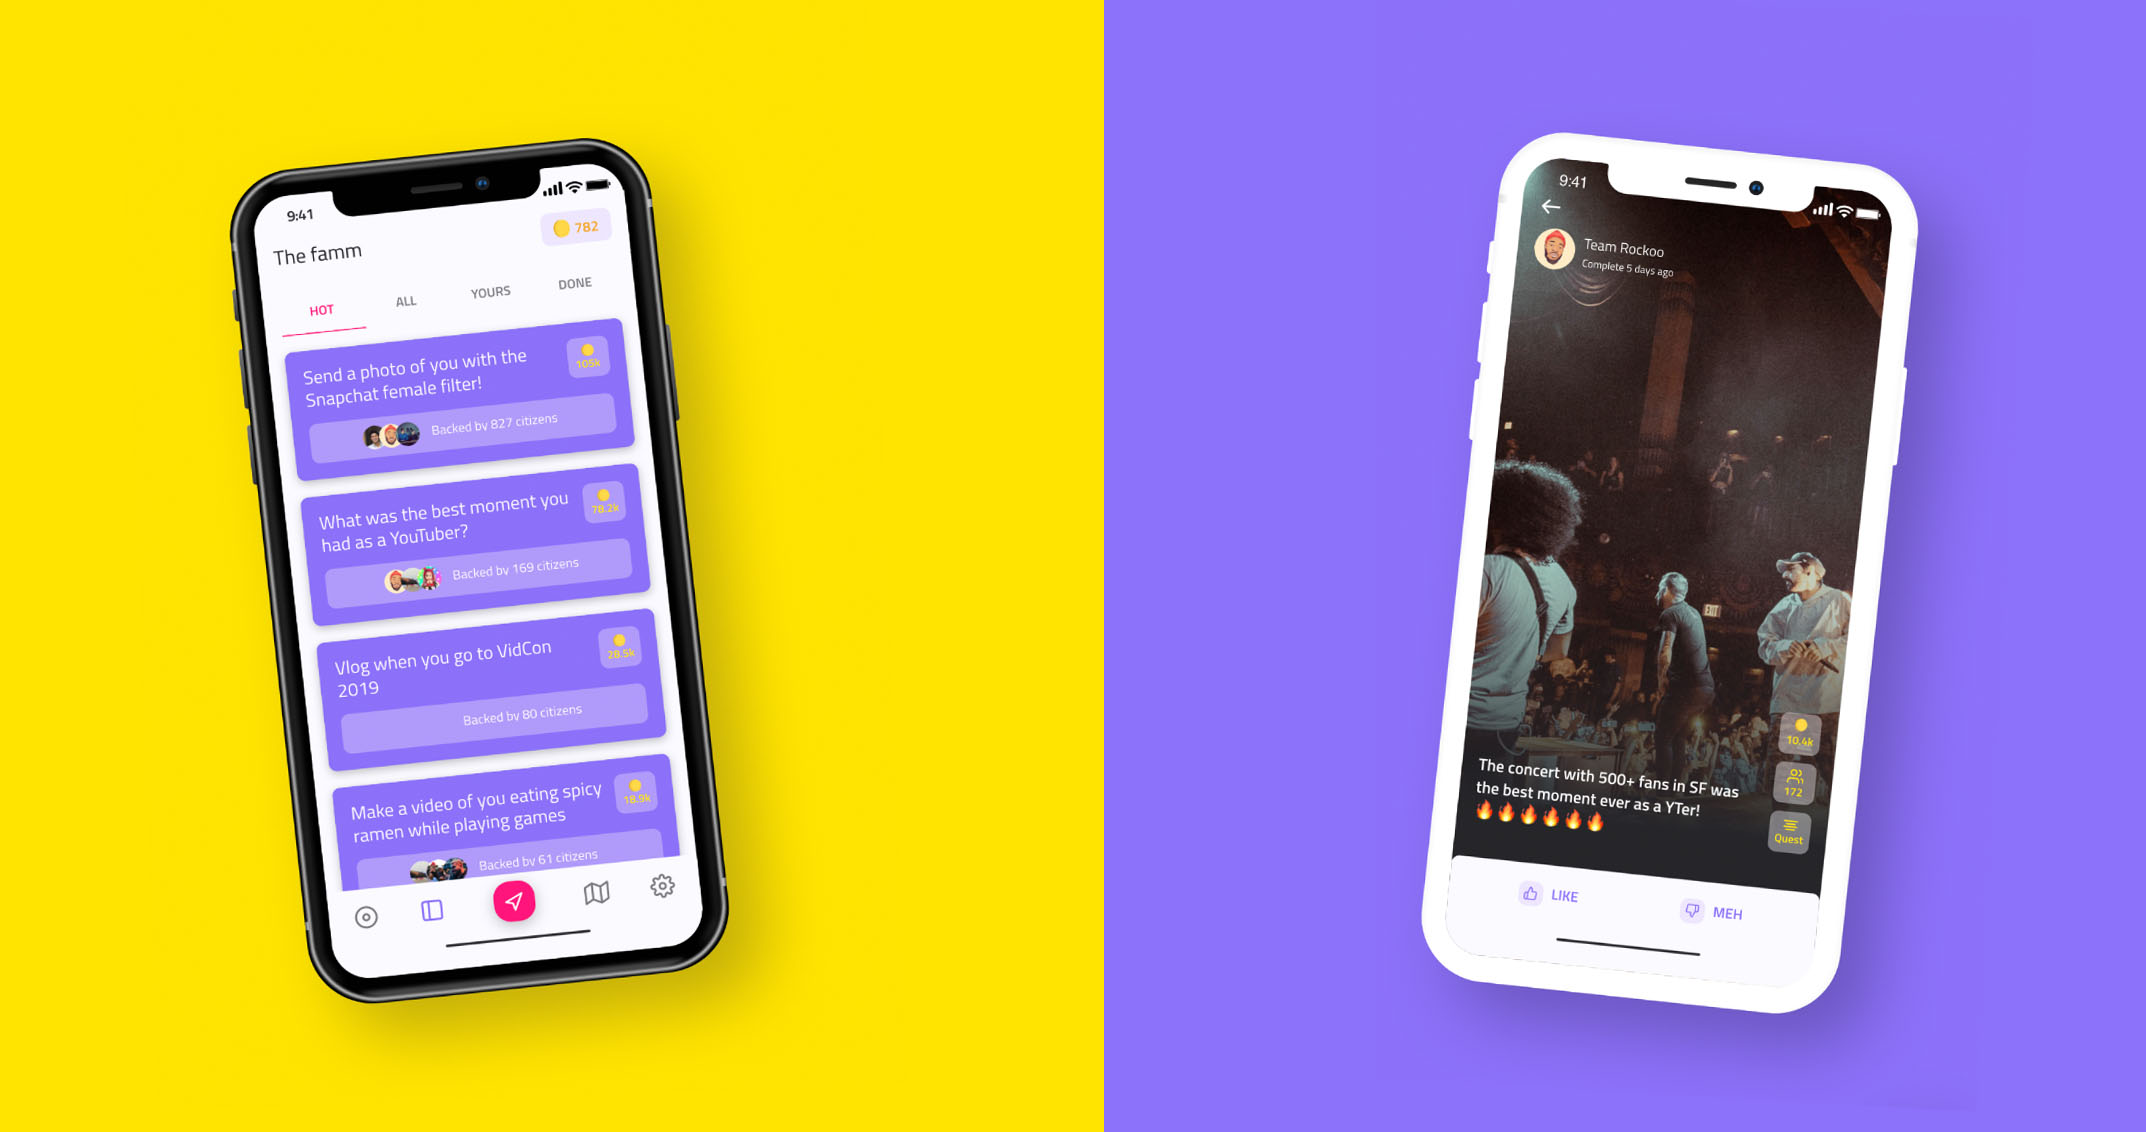 9:41
The famm
782
HOT
ALL
YOURS
DONE
Send a photo of you with the
Snapchat female filter!
105k
Backed by 827 citizens
What was the best moment you
had as a YouTuber?
78.2k
Backed by 169 citizens
Vlog when you go to VidCon
2019
28.5k
Backed by 80 citizens
Make a video of you eating spicy
ramen while playing games
18.9k
Backed by 61 citizens
9:41
Team Rockoo
Complete 5 days ago
EXIT
10.4k
172
Quest
The concert with 500+ fans in SF was
the best moment ever as a YTer!
🔥🔥🔥🔥🔥🔥
LIKE
MEH